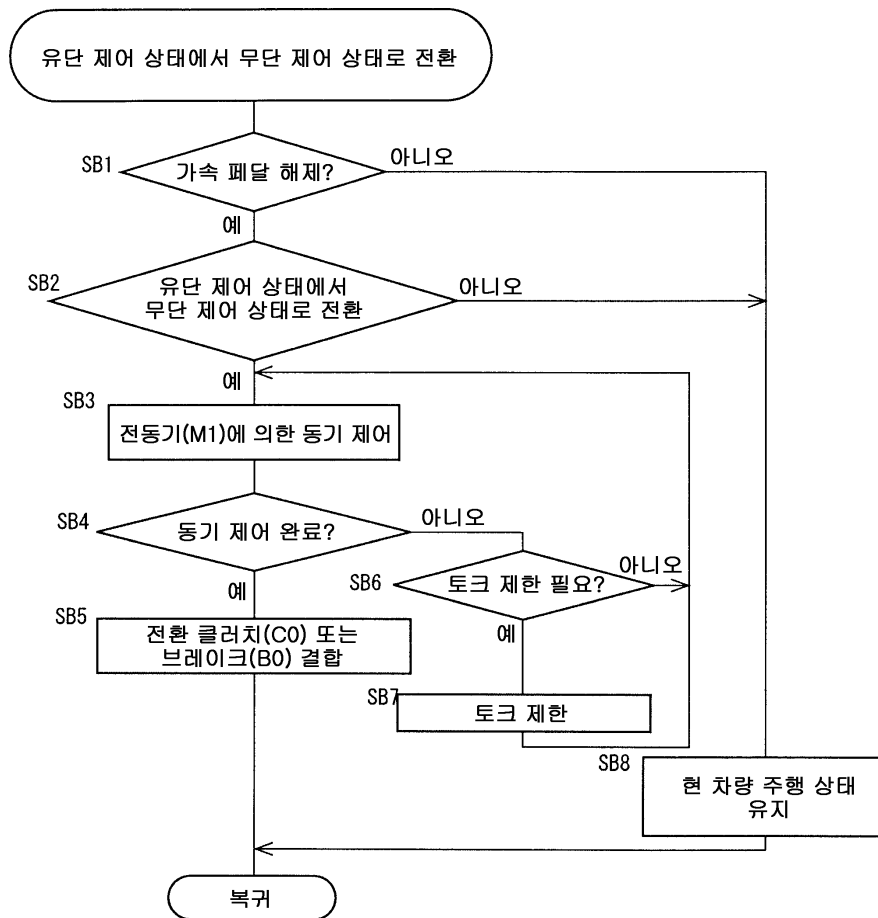 유단 제어 상태에서 무단 제어 상태로 전환
SB1
가속 페달 해제?
아니오
예
SB2
유단 제어 상태에서
무단 제어 상태로 전환
아니오
예
SB3
전동기(M1)에 의한 동기 제어
SB4
동기 제어 완료?
아니오
예
SB6
토크 제한 필요?
아니오
예
SB5
전환 클러치(C0) 또는
브레이크(B0) 결합
SB7
토크 제한
SB8
현 차량 주행 상태
유지
복귀